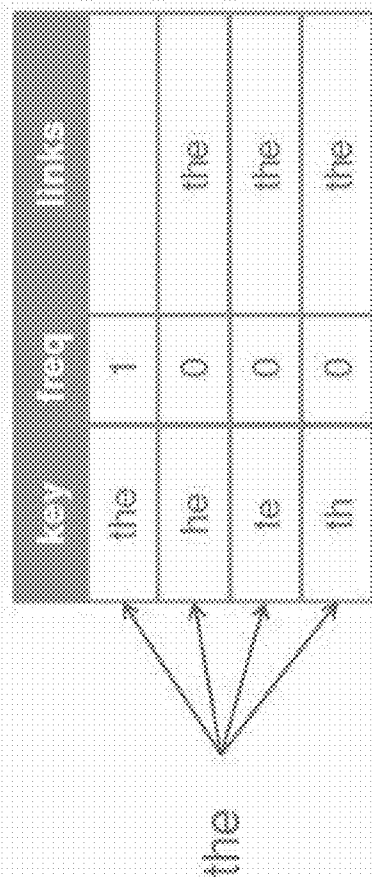 key freq links
the 1
the he 0 the
te 0 the
th 0 the